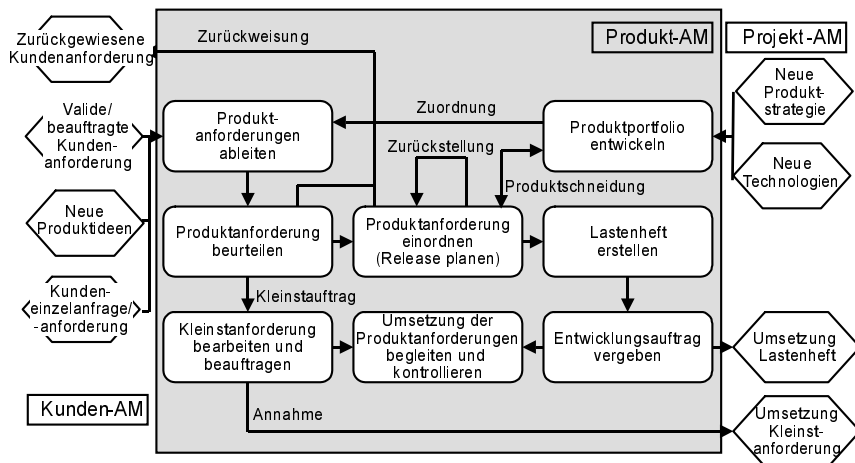 Zurückgewiesene
Kundenanforderung
Zurückweisung
Produkt-AM
Projekt-AM
Neue
Produkt-
strategie
Valide/
beauftragte
Kunden-
anforderung
Produkt-
anforderungen
ableiten
Zuordnung
Produktportfolio
entwickeln
Zurückstellung
Neue
Technologien
Produktschneidung
Neue
Produktideen
Produktanforderung
beurteilen
Produktanforderung
einordnen
(Release planen)
Lastenheft
erstellen
Kunden-
einzelanfrage/
-anforderung
Kleinstauftrag
Kleinstanforderung
bearbeiten und
beauftragen
Umsetzung der
Produktanforderungen
begleiten und
kontrollieren
Entwicklungsauftrag
vergeben
Umsetzung
Lastenheft
Kunden-AM
Annahme
Umsetzung
Kleinst-
anforderung